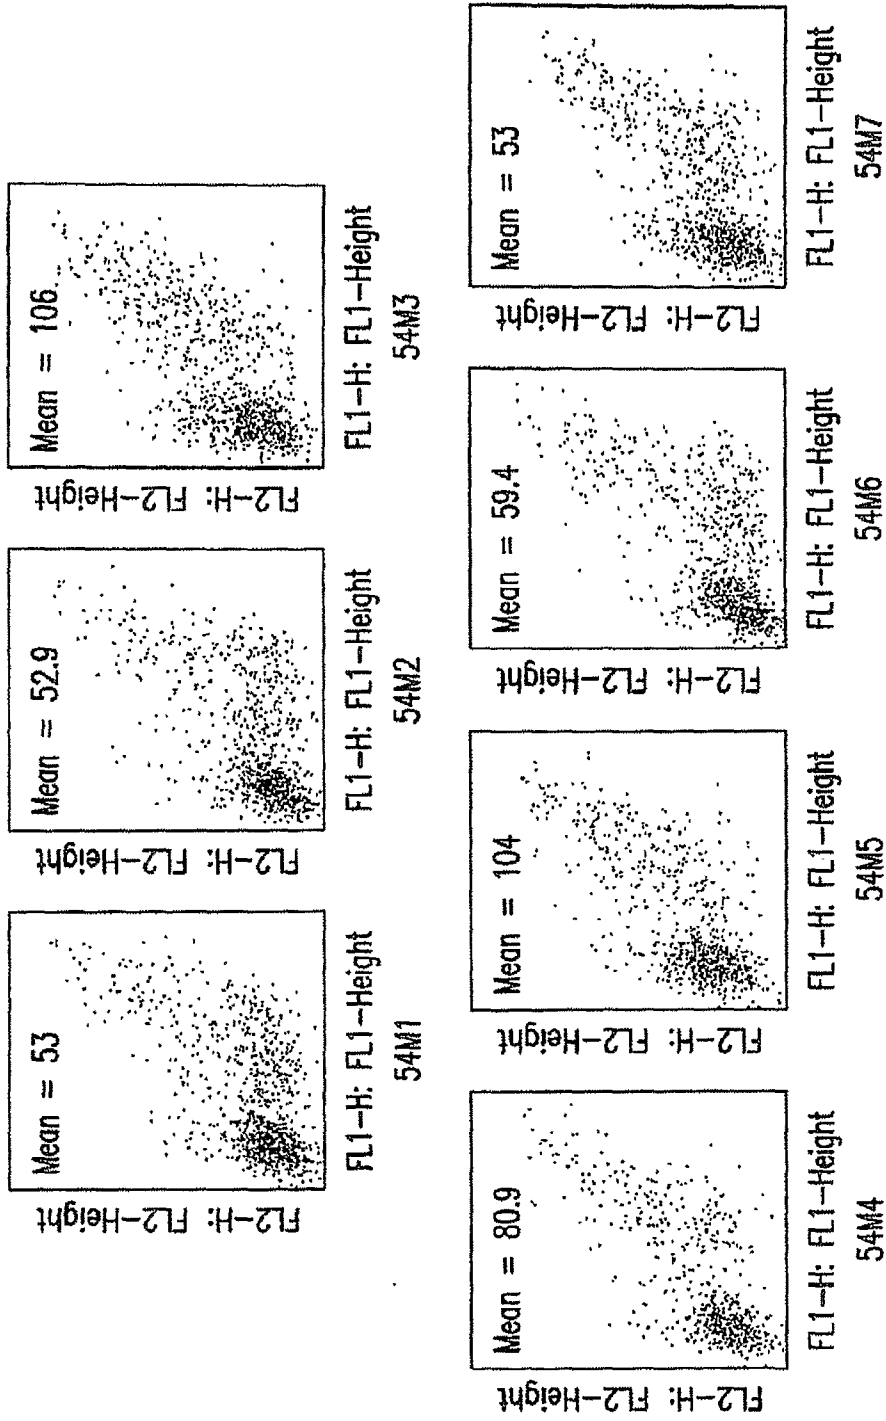 Mean = 53
FL2-H: FL2-Height
FL1-H: FL1-Height
54M1
Mean = 52.9
FL2-H: FL2-Height
FL1-H: FL1-Height
54M2
Mean = 106
FL2-H: FL2-Height
FL1-H: FL1-Height
54M3
Mean = 80.9
FL2-H: FL2-Height
FL1-H: FL1-Height
54M4
Mean = 104
FL2-H: FL2-Height
FL1-H: FL1-Height
54M5
Mean = 59.4
FL2-H: FL2-Height
FL1-H: FL1-Height
54M6
Mean = 53
FL2-H: FL2-Height
FL1-H: FL1-Height
54M7